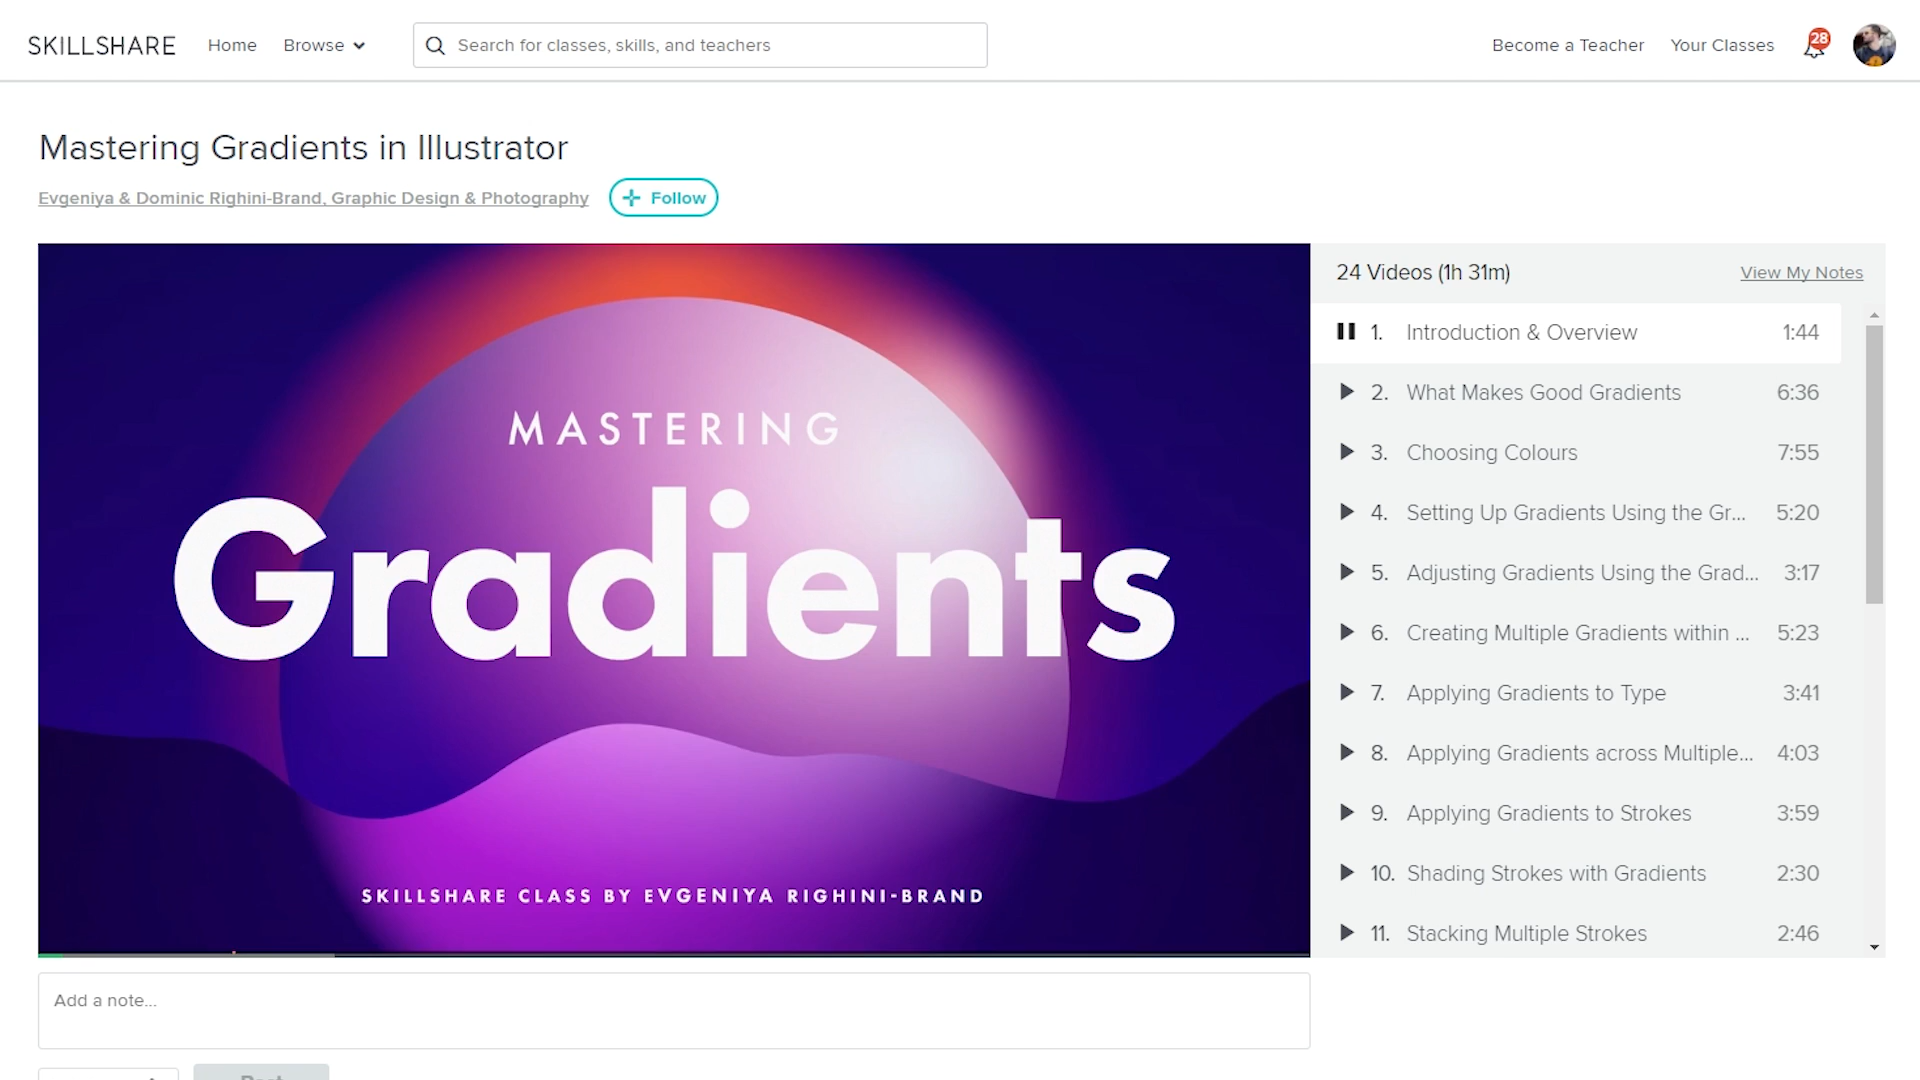 SKILLSHARE Home Browse Search for classes, skills, and teachers Become a Teacher Your Classes 28
Mastering Gradients in Illustrator
Evgeniya & Dominic Righini-Brand, Graphic Design & Photography Follow
MASTERING
Gradients
SKILLSHARE CLASS BY EVGENIYA RIGHINI-BRAND
24 Videos (1h 31m) View My Notes
1. Introduction & Overview 1:44
2. What Makes Good Gradients 6:36
3. Choosing Colours 7:55
4. Setting Up Gradients Using the Gr... 5:20
5. Adjusting Gradients Using the Grad... 3:17
6. Creating Multiple Gradients within ... 5:23
7. Applying Gradients to Type 3:41
8. Applying Gradients across Multiple... 4:03
9. Applying Gradients to Strokes 3:59
10. Shading Strokes with Gradients 2:30
11. Stacking Multiple Strokes 2:46
Add a note...